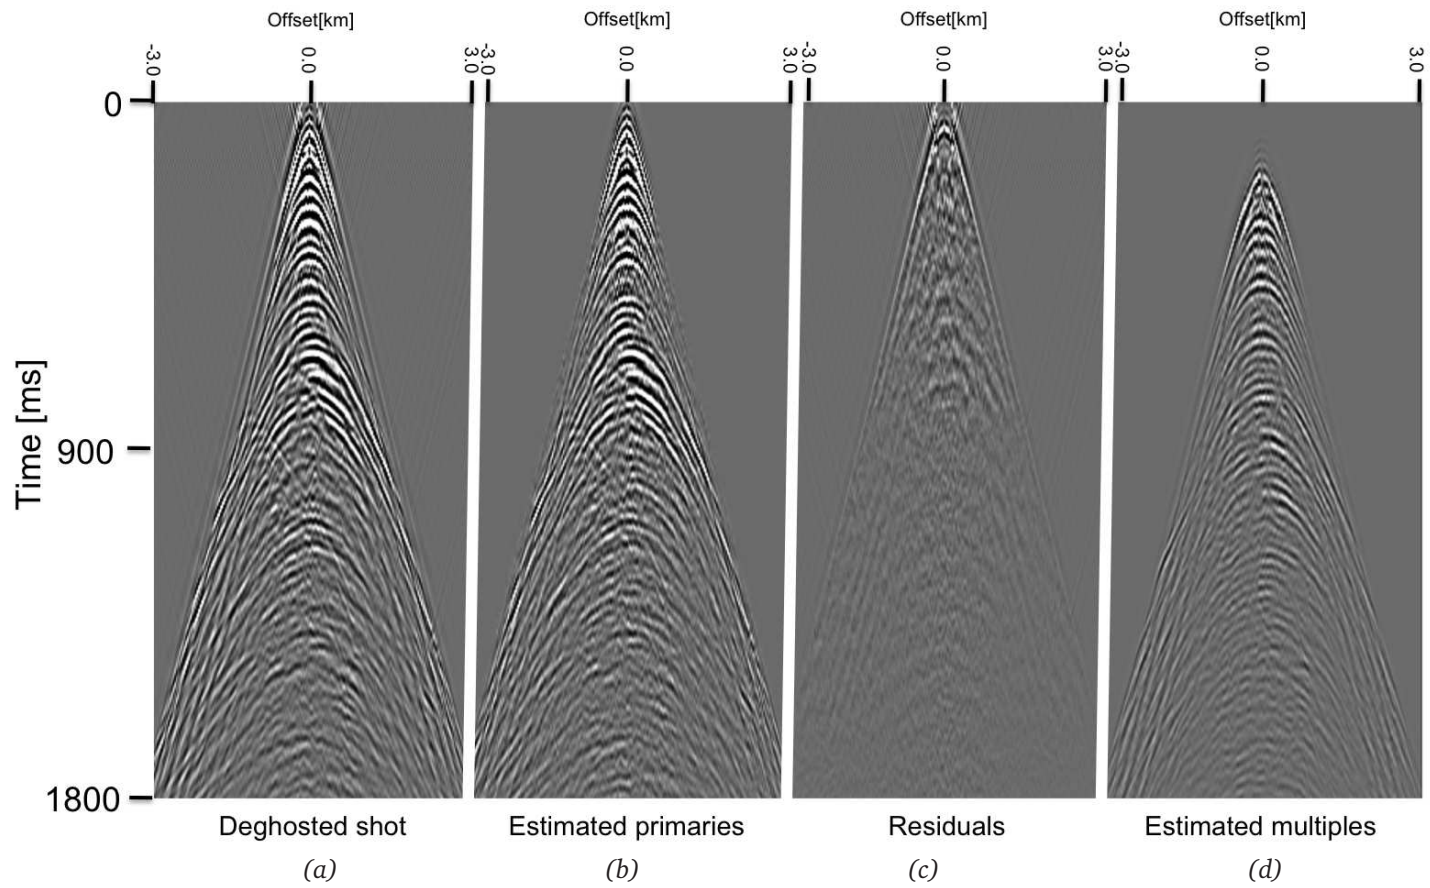 Offset[km] Offset[km] Offset[km] Offset[km]
-3.0 0.0 3.0 -3.0 0.0 3.0 -3.0 0.0 3.0 -3.0 0.0 3.0
0
Time [ms]
900
1800
Deghosted shot Estimated primaries Residuals Estimated multiples
(a) (b) (c) (d)